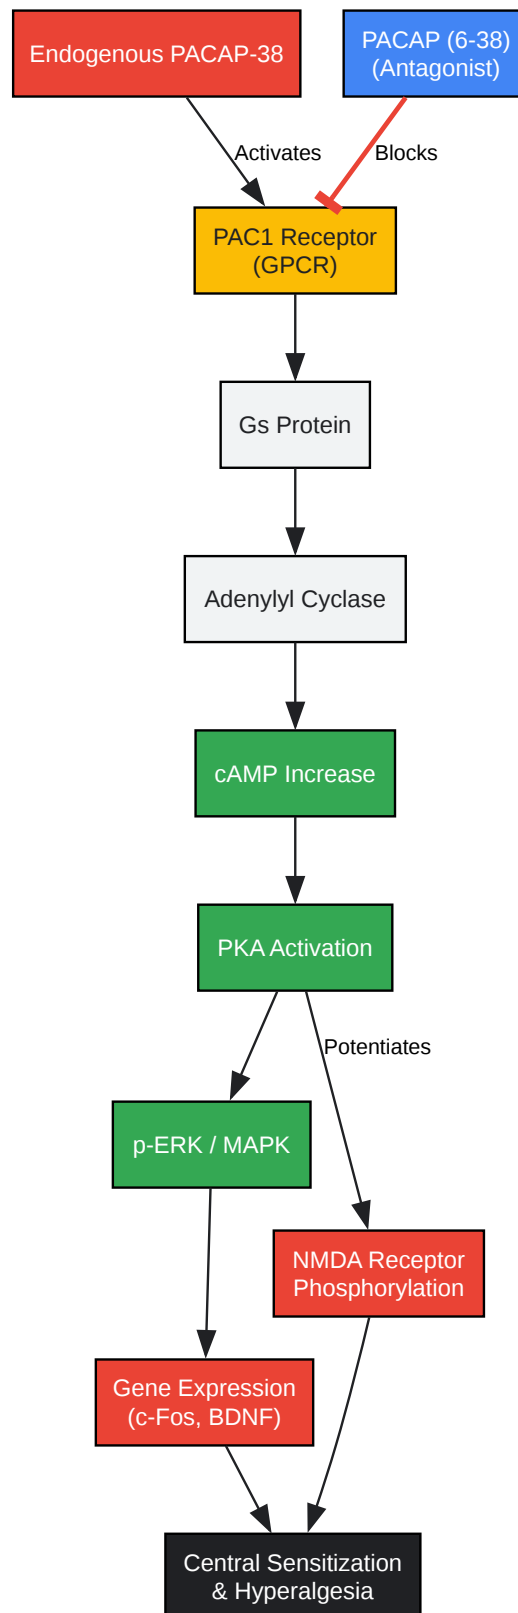 Endogenous PACAP-38
PACAP (6-38)
(Antagonist)
Activates
Blocks
PAC1 Receptor
(GPCR)
Gs Protein
Adenylyl Cyclase
cAMP Increase
PKA Activation
Potentiates
p-ERK / MAPK
NMDA Receptor
Phosphorylation
Gene Expression
(c-Fos, BDNF)
Central Sensitization
& Hyperalgesia